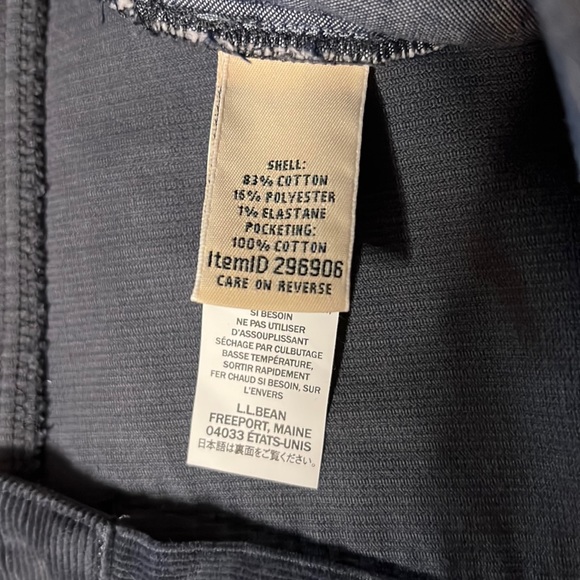 SHELL:
83% COTTON
16% POLYESTER
1% ELASTANE
POCKETING:
100% COTTON
ItemID 296906
CARE ON REVERSE
SI BESOIN
NE PAS UTILISER
D'ASSOUPLISSANT
SÉCHAGE PAR CULBUTAGE
BASSE TEMPÉRATURE,
SORTIR RAPIDEMENT
FER CHAUD SI BESOIN, SUR
L'ENVERS
L.L.BEAN
FREEPORT, MAINE
04033 ÉTATS-UNIS
日本語は裏面をご覧ください。